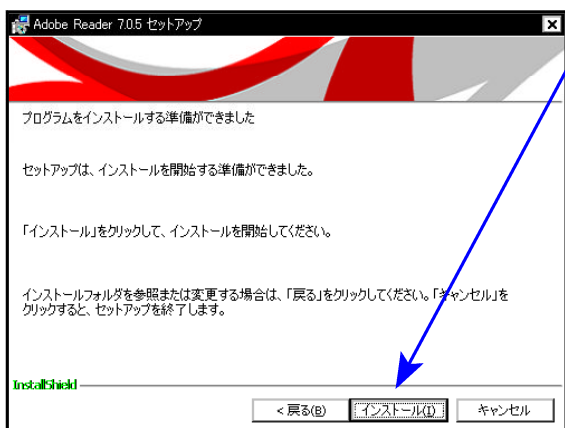 Adobe Reader 7.0.5 セットアップ
プログラムをインストールする準備ができました
セットアップは、インストールを開始する準備ができました。
「インストール」をクリックして、インストールを開始してください。
インストールフォルダを参照または変更する場合は、「戻る」をクリックしてください。「キャンセル」を
クリックすると、セットアップを終了します。
InstallShield
< 戻る(B) インストール(I) キャンセル